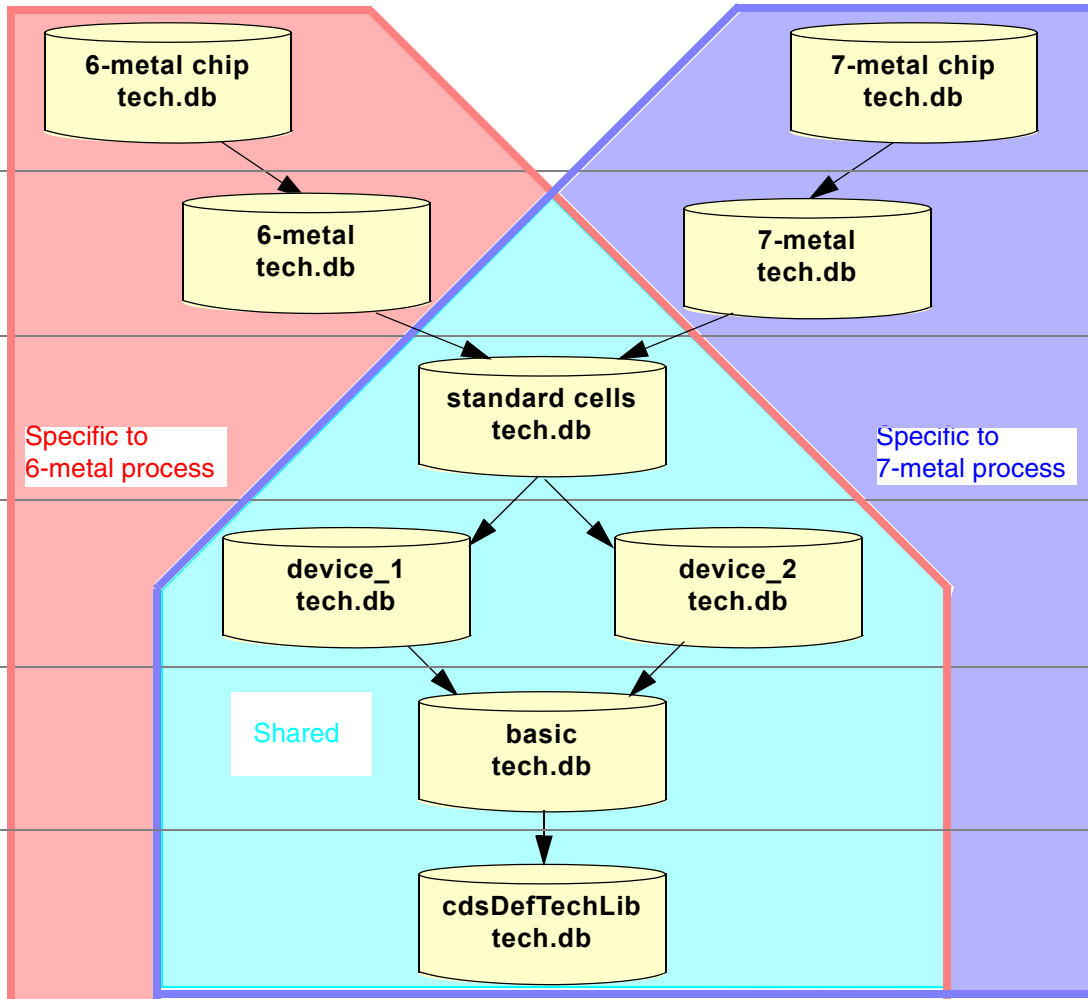 6-metal chip
tech.db
7-metal chip
tech.db
6-metal
tech.db
7-metal
tech.db
standard cells
tech.db
Specific to
6-metal process
Specific to
7-metal process
device_1
tech.db
device_2
tech.db
Shared
basic
tech.db
cdsDefTechLib
tech.db